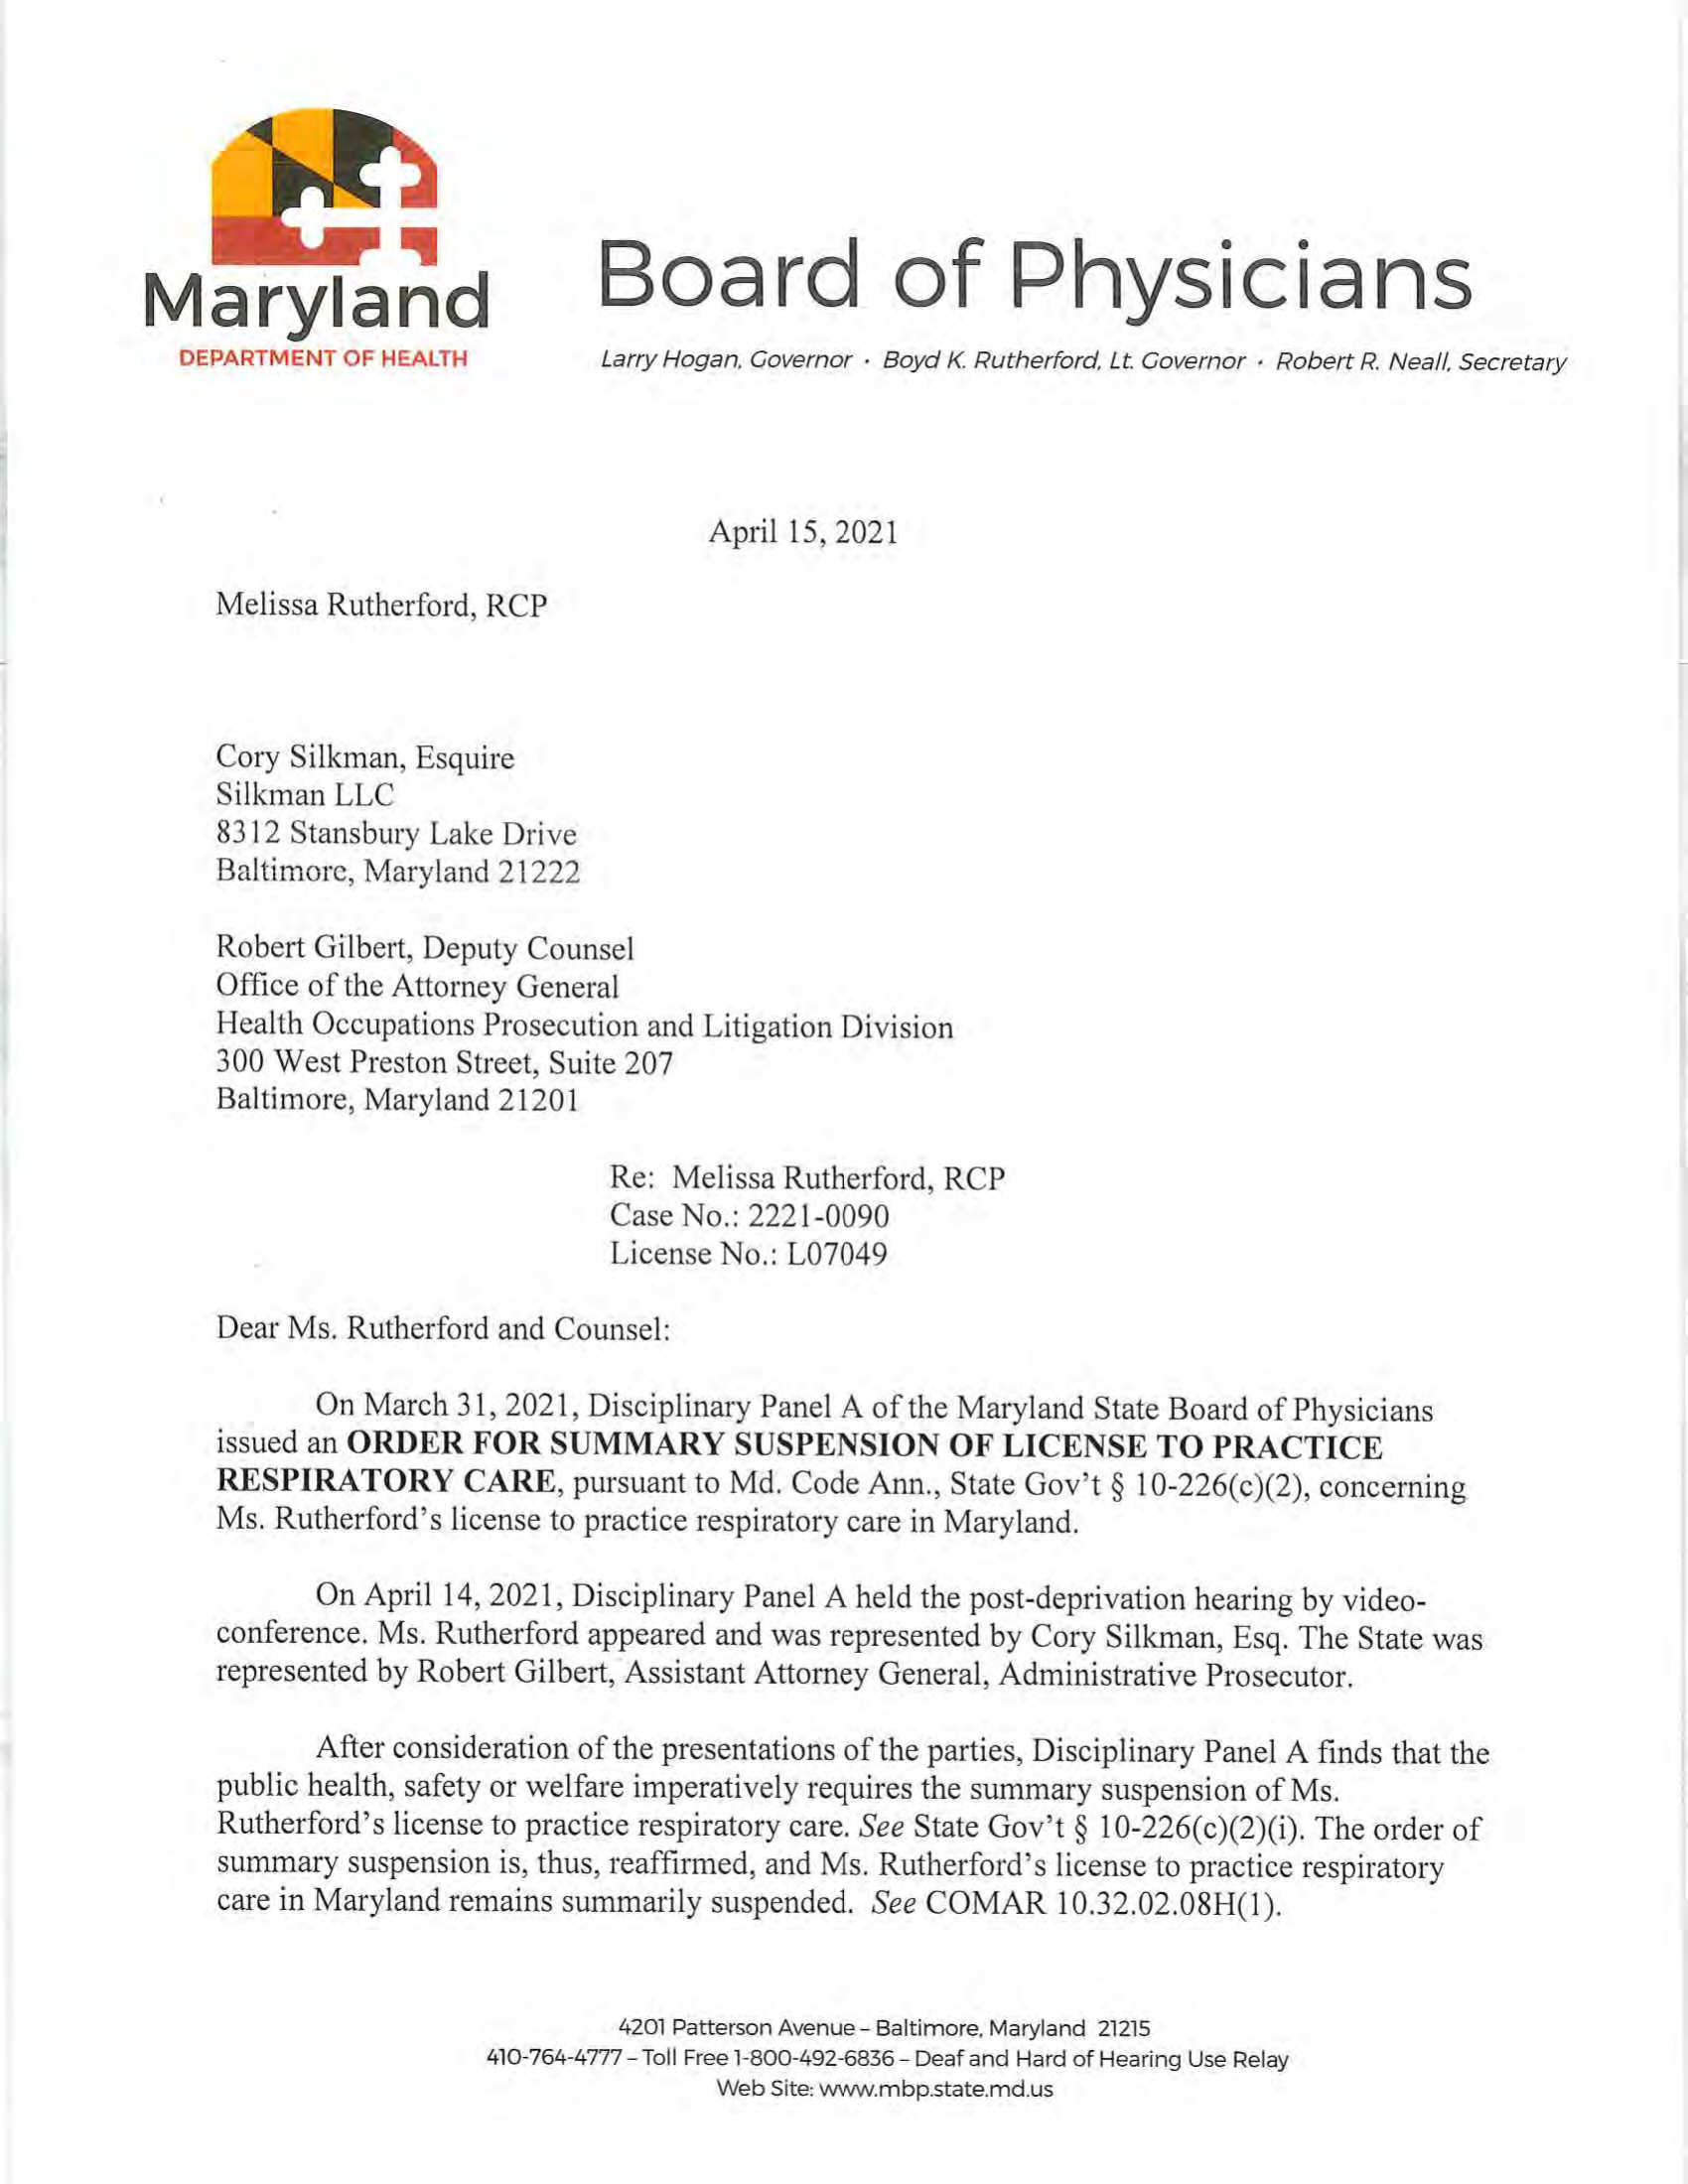 Maryland
DEPARTMENT OF HEALTH
Board of Physicians
Larry Hogan, Governor · Boyd K. Rutherford, Lt. Governor · Robert R. Neall, Secretary
April 15, 2021
Melissa Rutherford, RCP
Cory Silkman, Esquire
Silkman LLC
8312 Stansbury Lake Drive
Baltimore, Maryland 21222
Robert Gilbert, Deputy Counsel
Office of the Attorney General
Health Occupations Prosecution and Litigation Division
300 West Preston Street, Suite 207
Baltimore, Maryland 21201
Re: Melissa Rutherford, RCP
Case No.: 2221-0090
License No.: L07049
Dear Ms. Rutherford and Counsel:
On March 31, 2021, Disciplinary Panel A of the Maryland State Board of Physicians
issued an ORDER FOR SUMMARY SUSPENSION OF LICENSE TO PRACTICE
RESPIRATORY CARE, pursuant to Md. Code Ann., State Gov't § 10-226(c)(2), concerning
Ms. Rutherford's license to practice respiratory care in Maryland.
On April 14, 2021, Disciplinary Panel A held the post-deprivation hearing by video-
conference. Ms. Rutherford appeared and was represented by Cory Silkman, Esq. The State was
represented by Robert Gilbert, Assistant Attorney General, Administrative Prosecutor.
After consideration of the presentations of the parties, Disciplinary Panel A finds that the
public health, safety or welfare imperatively requires the summary suspension of Ms.
Rutherford's license to practice respiratory care. See State Gov't § 10-226(c)(2)(i). The order of
summary suspension is, thus, reaffirmed, and Ms. Rutherford's license to practice respiratory
care in Maryland remains summarily suspended. See COMAR 10.32.02.08H(1).
4201 Patterson Avenue – Baltimore, Maryland 21215
410-764-4777 – Toll Free 1-800-492-6836 – Deaf and Hard of Hearing Use Relay
Web Site: www.mbp.state.md.us